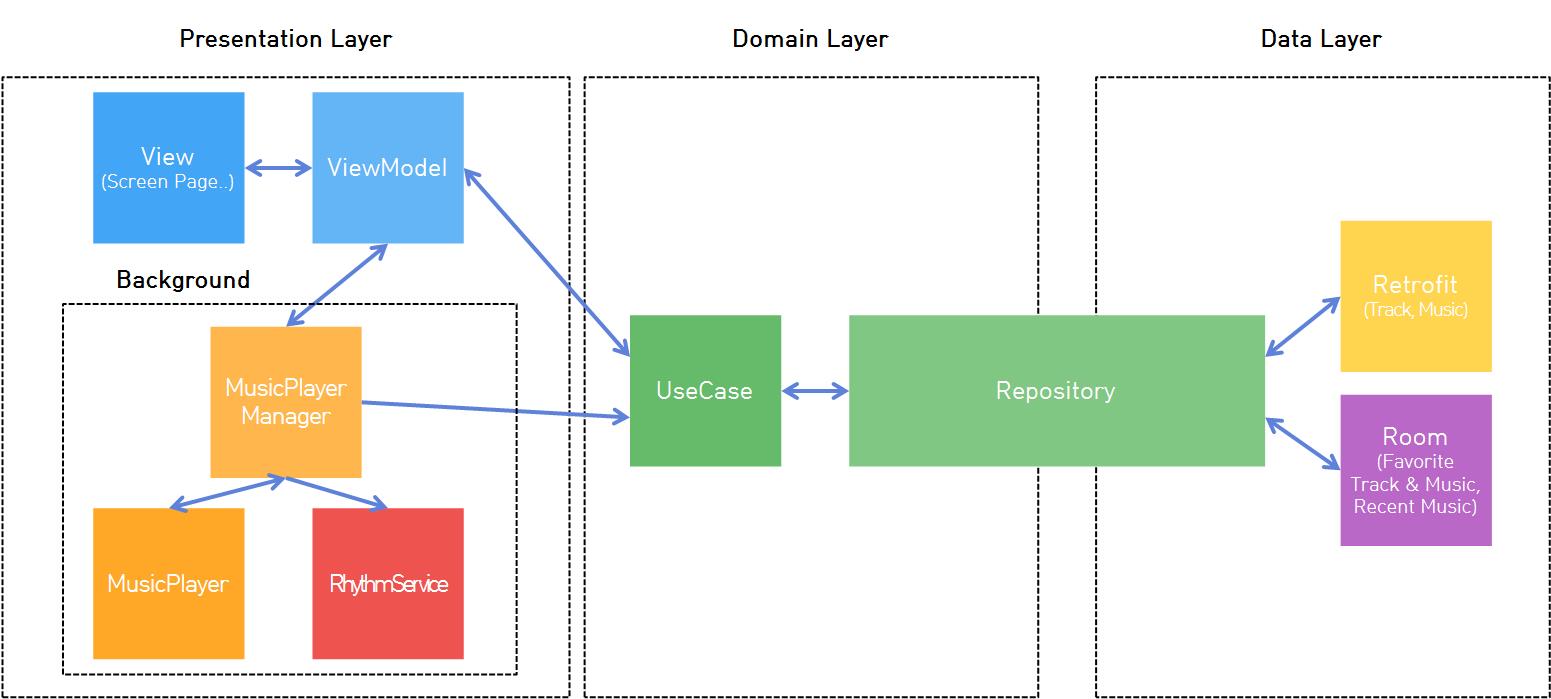 Presentation Layer
Domain Layer
Data Layer
View
(Screen Page..)
ViewModel
Background
MusicPlayer
Manager
MusicPlayer
RhythmService
UseCase
Repository
Retrofit
(Track, Music)
Room
(Favorite
Track & Music,
Recent Music)